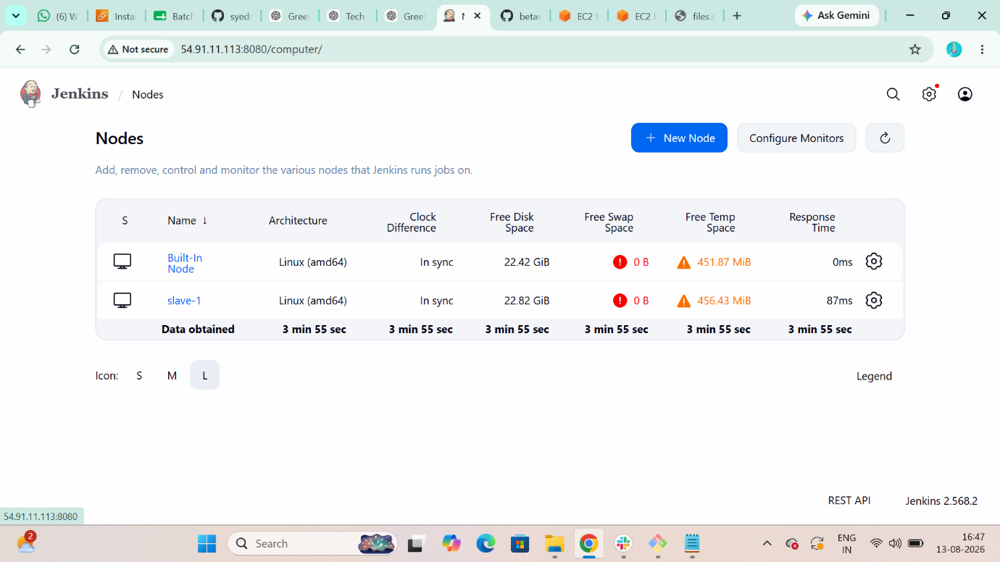 (6) W
Instan
Batch
syeds
Greet
Tech
Greet
betaw
EC2 I
EC2 I
files.s
Ask Gemini
Not secure
54.91.11.113:8080/computer/
Jenkins / Nodes
Nodes
+ New Node
Configure Monitors
Add, remove, control and monitor the various nodes that Jenkins runs jobs on.
S Name ↓ Architecture Clock Difference Free Disk Space Free Swap Space Free Temp Space Response Time
Built-In Node Linux (amd64) In sync 22.42 GiB 0 B 451.87 MiB 0ms
slave-1 Linux (amd64) In sync 22.82 GiB 0 B 456.43 MiB 87ms
Data obtained 3 min 55 sec 3 min 55 sec 3 min 55 sec 3 min 55 sec 3 min 55 sec 3 min 55 sec
Icon: S M L
Legend
REST API
Jenkins 2.568.2
54.91.11.113:8080
2
Search
ENG
IN
16:47
13-08-2026